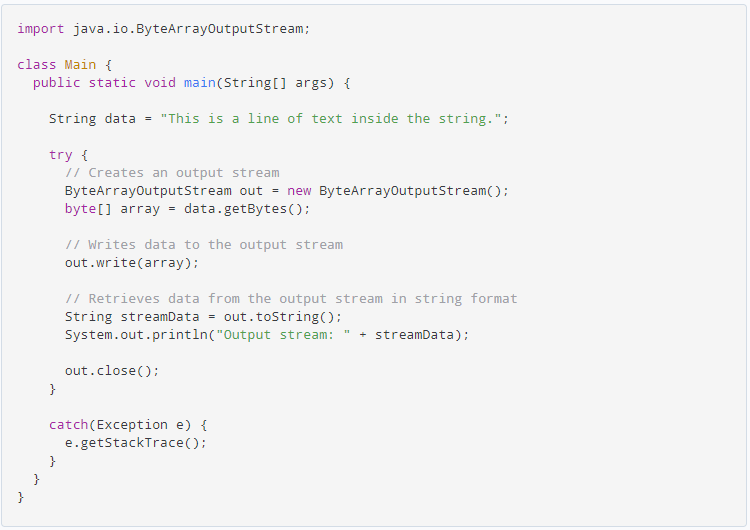 import java.io.ByteArrayOutputStream;
class Main {
public static void main(String[] args) {
String data = "This is a line of text inside the string.";
try {
// Creates an output stream
ByteArrayOutputStream out = new ByteArrayOutputStream();
byte[] array = data.getBytes();
// Writes data to the output stream
out.write(array);
// Retrieves data from the output stream in string format
String streamData = out.toString();
System.out.println("Output stream: " + streamData);
out.close();
}
catch(Exception e) {
e.getStackTrace();
}
}
}